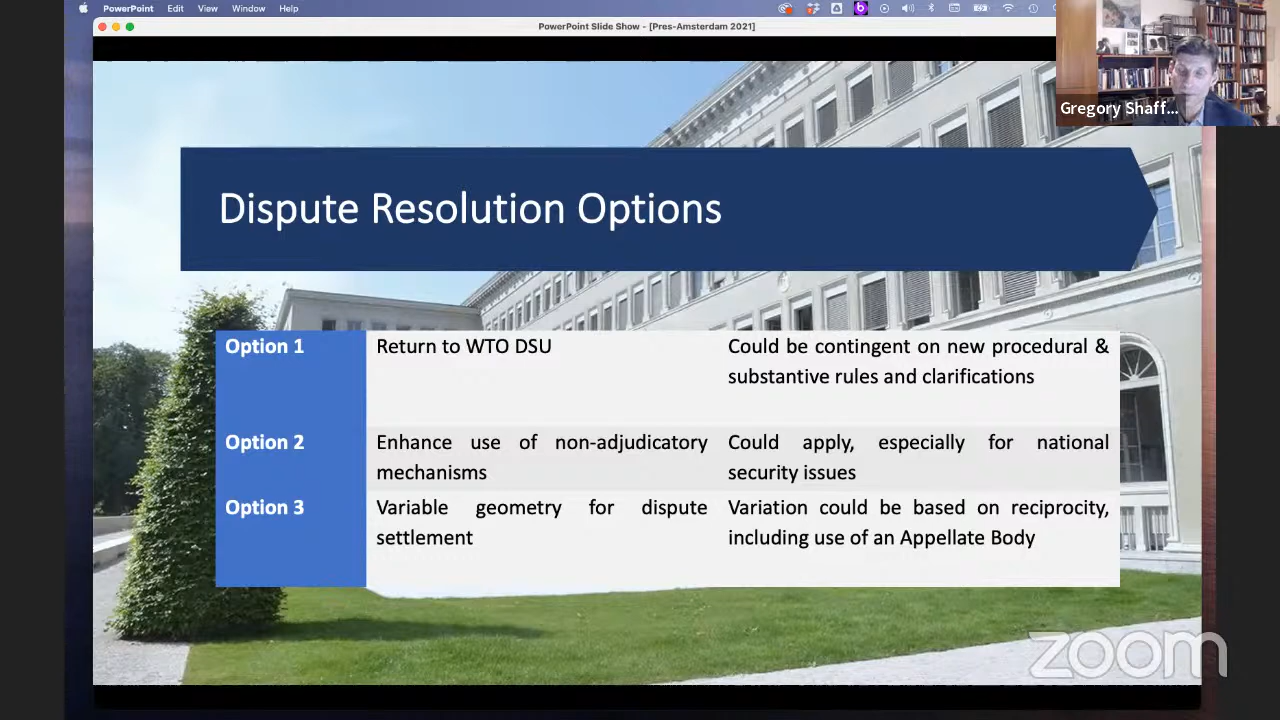 PowerPoint Edit View Window Help
PowerPoint Slide Show - [Pres-Amsterdam 2021]
Gregory Shaff...
Dispute Resolution Options
Option 1
Return to WTO DSU
Could be contingent on new procedural &
substantive rules and clarifications
Option 2
Enhance use of non-adjudicatory
mechanisms
Could apply, especially for national
security issues
Option 3
Variable geometry for dispute
settlement
Variation could be based on reciprocity,
including use of an Appellate Body
zoom